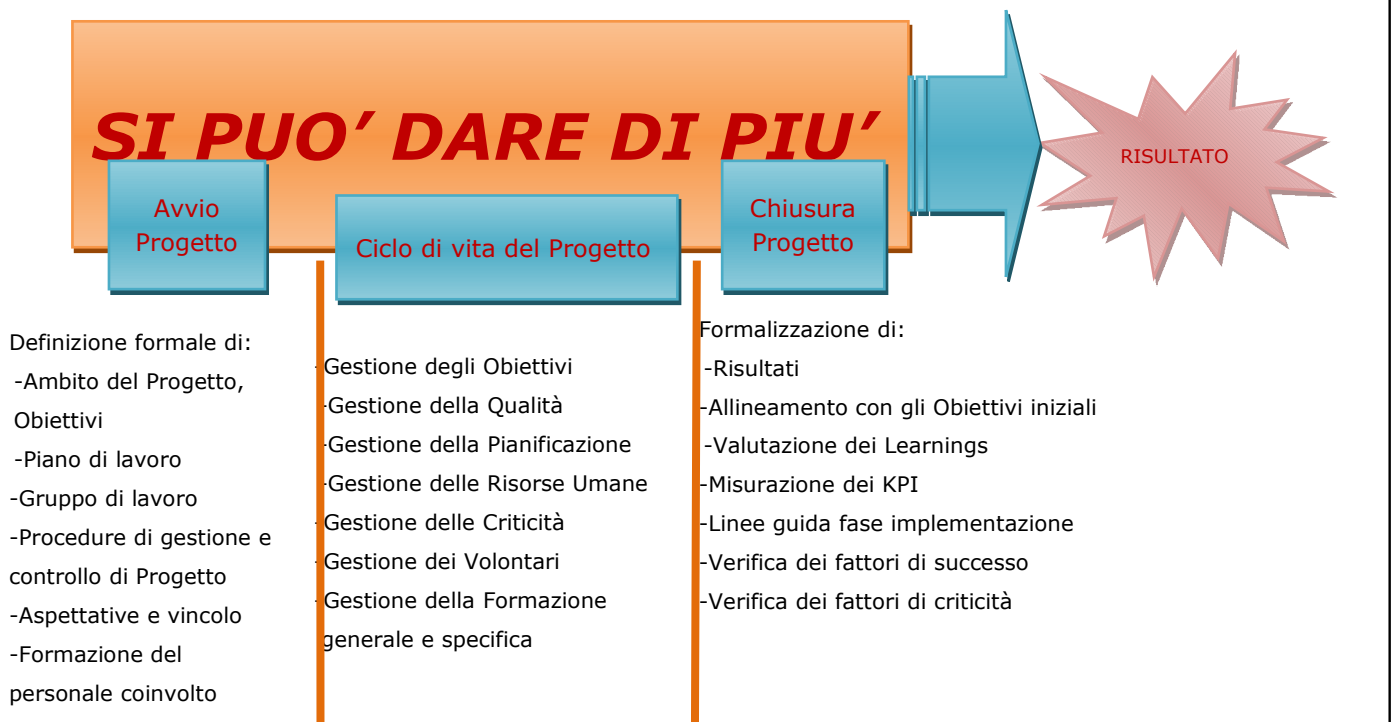 SI PUO’ DARE DI PIU’
RISULTATO
Avvio
Progetto
Ciclo di vita del Progetto
Chiusura
Progetto
Definizione formale di:
-Ambito del Progetto,
Obiettivi
-Piano di lavoro
-Gruppo di lavoro
-Procedure di gestione e
controllo di Progetto
-Aspettative e vincolo
-Formazione del
personale coinvolto
-Gestione degli Obiettivi
-Gestione della Qualità
-Gestione della Pianificazione
-Gestione delle Risorse Umane
-Gestione delle Criticità
-Gestione dei Volontari
-Gestione della Formazione
generale e specifica
Formalizzazione di:
-Risultati
-Allineamento con gli Obiettivi iniziali
-Valutazione dei Learnings
-Misurazione dei KPI
-Linee guida fase implementazione
-Verifica dei fattori di successo
-Verifica dei fattori di criticità